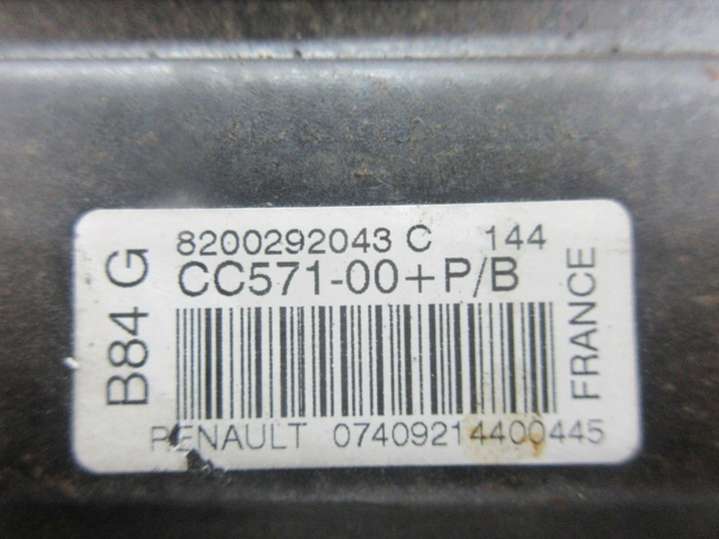 8200292043 C 144
CC571-00+P/B
B84 G
FRANCE
RENAULT 07409214400445